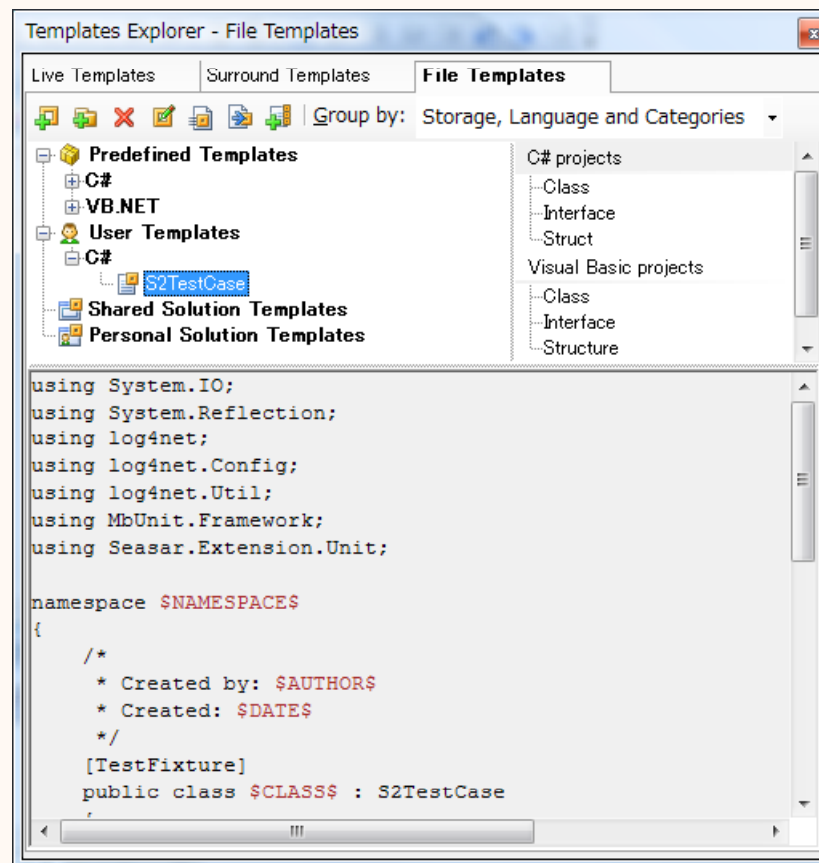 Templates Explorer - File Templates
Live Templates
Surround Templates
File Templates
Group by:
Storage, Language and Categories
Predefined Templates
C#
VB.NET
User Templates
C#
S2TestCase
Shared Solution Templates
Personal Solution Templates
C# projects
Class
Interface
Struct
Visual Basic projects
Class
Interface
Structure
using System.IO;
using System.Reflection;
using log4net;
using log4net.Config;
using log4net.Util;
using MbUnit.Framework;
using Seasar.Extension.Unit;
namespace $NAMESPACE$
{
/*
* Created by: $AUTHOR$
* Created: $DATE$
*/
[TestFixture]
public class $CLASS$ : S2TestCase